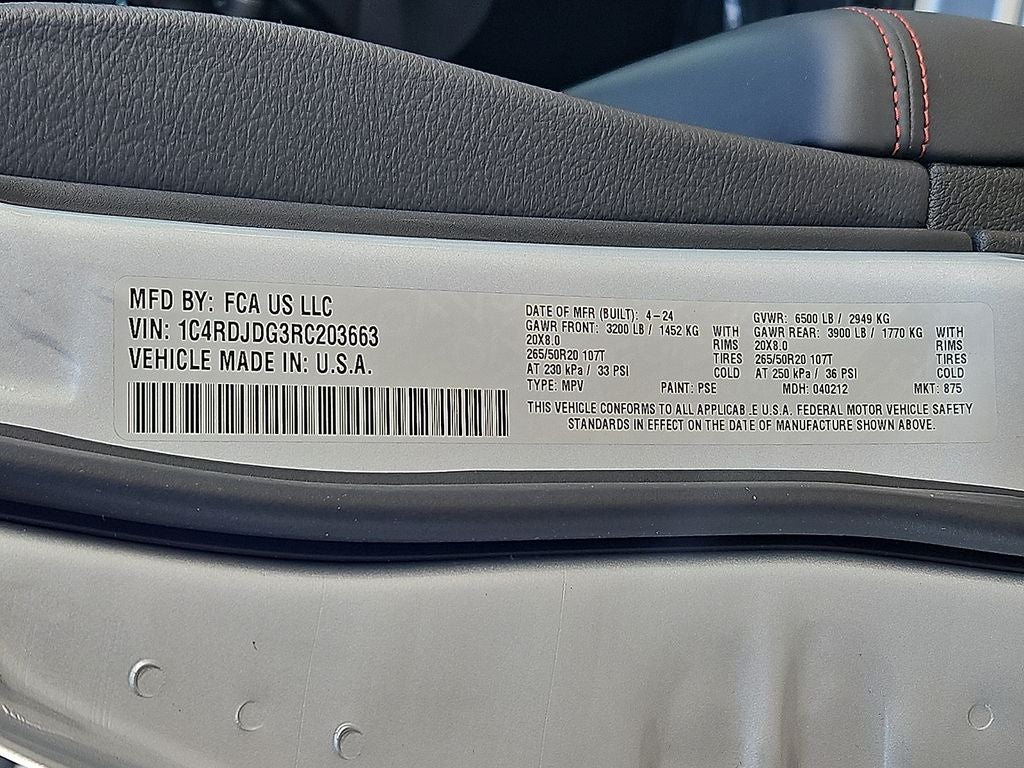 MFD BY: FCA US LLC
VIN: 1C4RDJDG3RC203663
VEHICLE MADE IN: U.S.A.
DATE OF MFR (BUILT): 4-24
GAWR FRONT: 3200 LB / 1452 KG WITH
20X8.0 RIMS
265/50R20 107T TIRES
AT 230 kPa / 33 PSI COLD
TYPE: MPV PAINT: PSE
GVWR: 6500 LB / 2949 KG
GAWR REAR: 3900 LB / 1770 KG WITH
20X8.0 RIMS
265/50R20 107T TIRES
AT 250 kPa / 36 PSI COLD
MDH: 040212 MKT: 875
THIS VEHICLE CONFORMS TO ALL APPLICAB.E U.S.A. FEDERAL MOTOR VEHICLE SAFETY
STANDARDS IN EFFECT ON THE DATE OF MANUFACTURE SHOWN ABOVE.